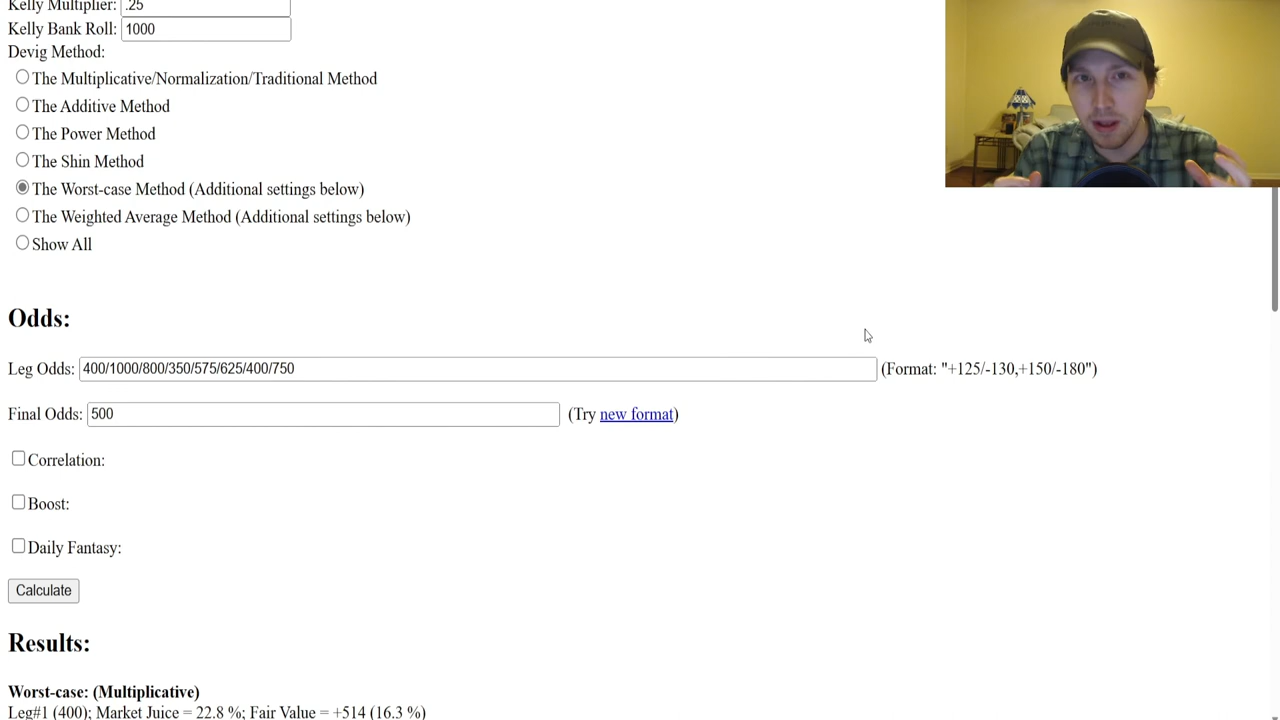 Kelly Multiplier: .25
Kelly Bank Roll: 1000
Devig Method:
The Multiplicative/Normalization/Traditional Method
The Additive Method
The Power Method
The Shin Method
The Worst-case Method (Additional settings below)
The Weighted Average Method (Additional settings below)
Show All
Odds:
Leg Odds: 400/1000/800/350/575/625/400/750 (Format: "+125/-130,+150/-180")
Final Odds: 500 (Try new format)
Correlation:
Boost:
Daily Fantasy:
Calculate
Results:
Worst-case: (Multiplicative)
Leg#1 (400); Market Juice = 22.8 %; Fair Value = +514 (16.3 %)